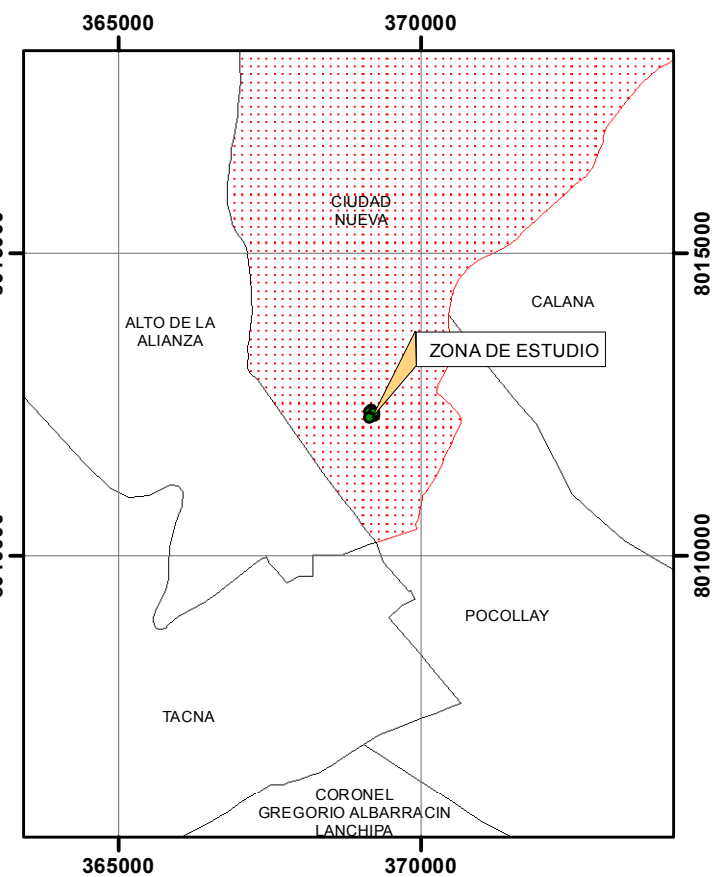 365000
370000
CIUDAD
NUEVA
8015000
CALANA
ALTO DE LA
ALIANZA
ZONA DE ESTUDIO
8010000
POCOLLAY
TACNA
CORONEL
GREGORIO ALBARRACIN
LANCHIPA
365000
370000